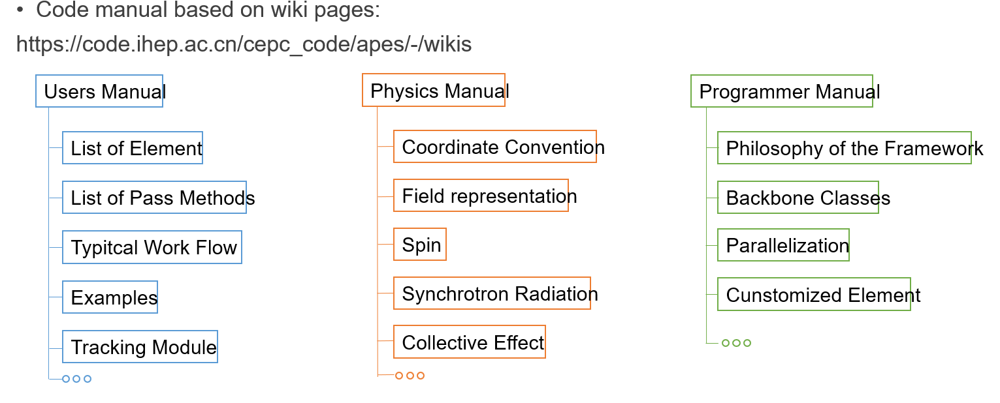 • Code manual based on wiki pages:
https://code.ihep.ac.cn/cepc_code/apes/-/wikis
Users Manual
List of Element
List of Pass Methods
Typitcal Work Flow
Examples
Tracking Module
Physics Manual
Coordinate Convention
Field representation
Spin
Synchrotron Radiation
Collective Effect
Programmer Manual
Philosophy of the Framework
Backbone Classes
Parallelization
Cunstomized Element